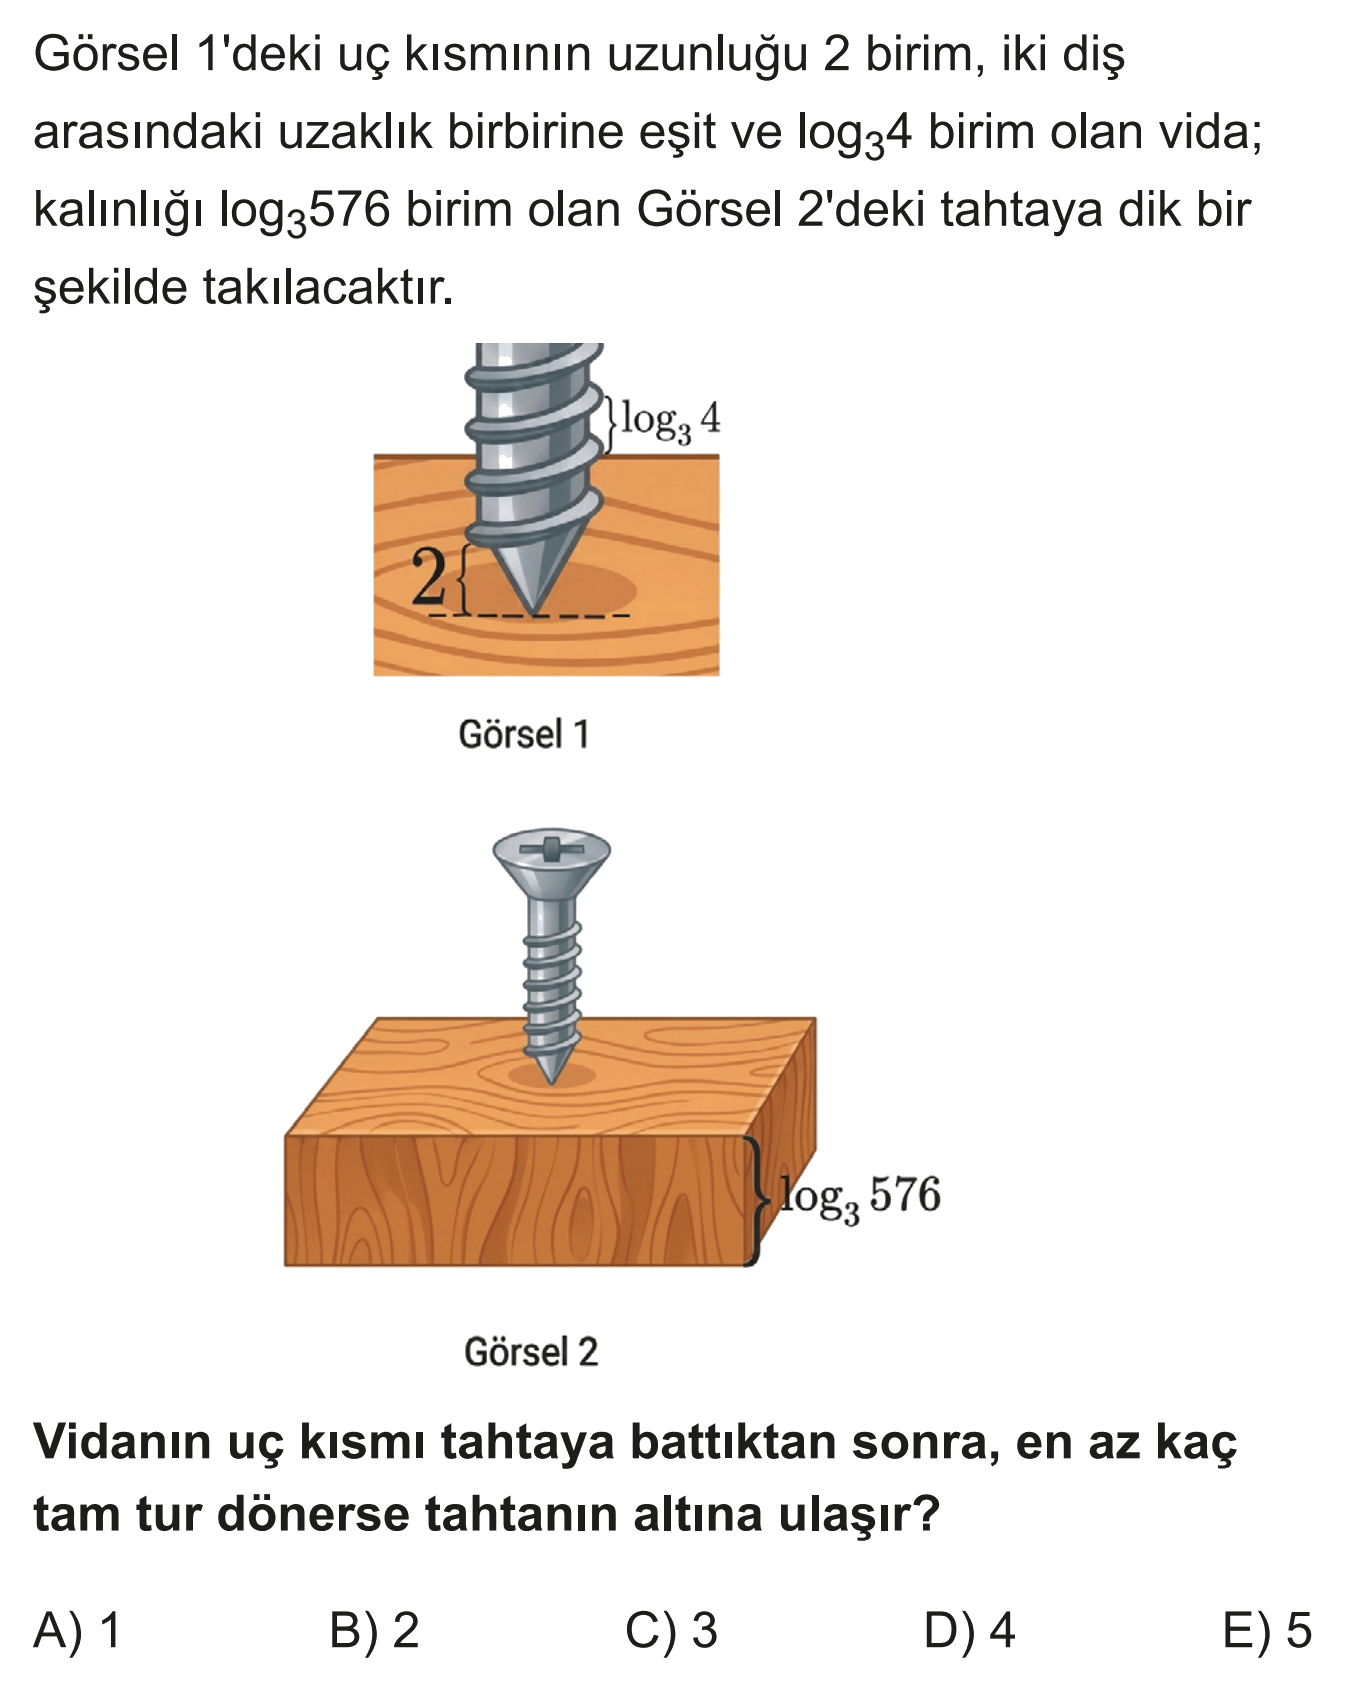 Görsel 1'deki uç kısmının uzunluğu 2 birim, iki diş
arasındaki uzaklık birbirine eşit ve log₃4 birim olan vida;
kalınlığı log₃576 birim olan Görsel 2'deki tahtaya dik bir
şekilde takılacaktır.
log₃ 4
2
Görsel 1
log₃ 576
Görsel 2
Vidanın uç kısmı tahtaya battıktan sonra, en az kaç
tam tur dönerse tahtanın altına ulaşır?
A) 1 B) 2 C) 3 D) 4 E) 5